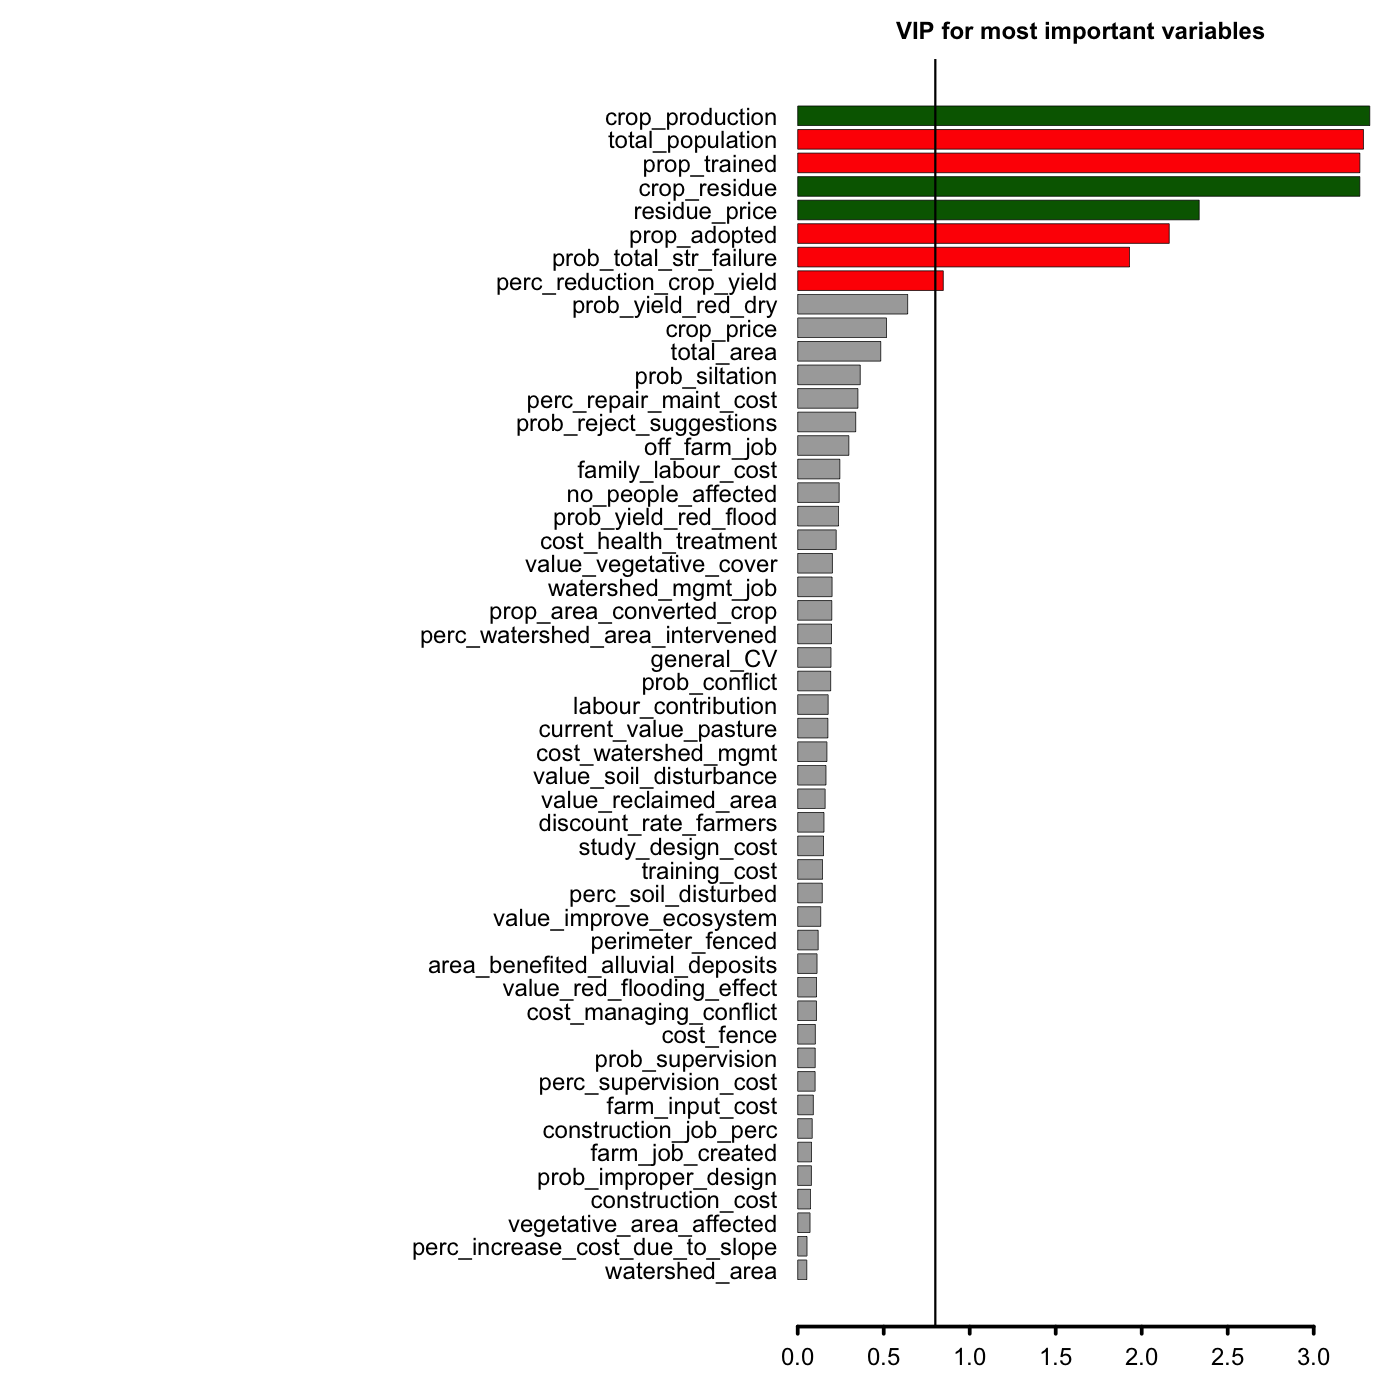 VIP for most important variables
crop_production
total_population
prop_trained
crop_residue
residue_price
prop_adopted
prob_total_str_failure
perc_reduction_crop_yield
prob_yield_red_dry
crop_price
total_area
prob_siltation
perc_repair_maint_cost
prob_reject_suggestions
off_farm_job
family_labour_cost
no_people_affected
prob_yield_red_flood
cost_health_treatment
value_vegetative_cover
watershed_mgmt_job
prop_area_converted_crop
perc_watershed_area_intervened
general_CV
prob_conflict
labour_contribution
current_value_pasture
cost_watershed_mgmt
value_soil_disturbance
value_reclaimed_area
discount_rate_farmers
study_design_cost
training_cost
perc_soil_disturbed
value_improve_ecosystem
perimeter_fenced
area_benefited_alluvial_deposits
value_red_flooding_effect
cost_managing_conflict
cost_fence
prob_supervision
perc_supervision_cost
farm_input_cost
construction_job_perc
farm_job_created
prob_improper_design
construction_cost
vegetative_area_affected
perc_increase_cost_due_to_slope
watershed_area
0.0 0.5 1.0 1.5 2.0 2.5 3.0